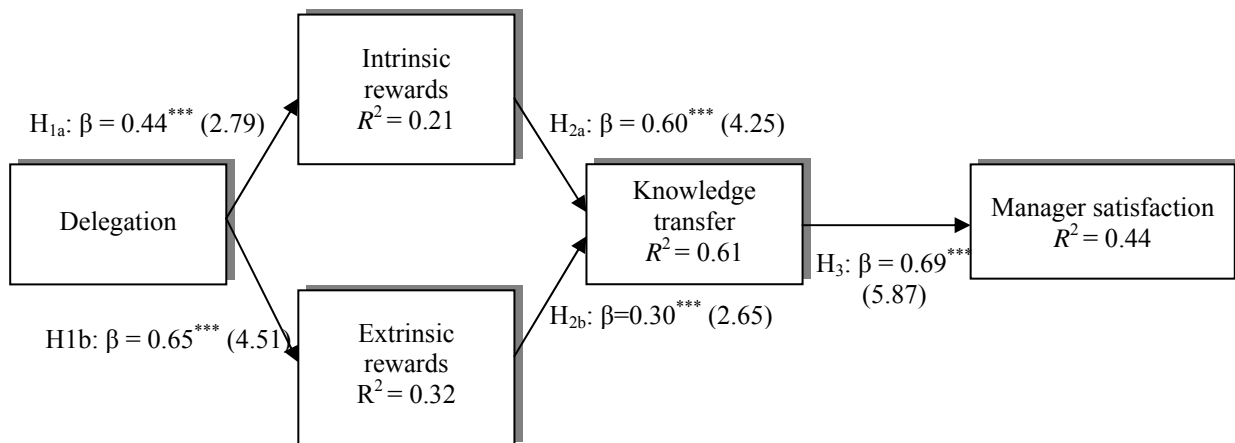 Intrinsic
rewards
R² = 0.21
H₁ₐ: β = 0.44*** (2.79)
H₂ₐ: β = 0.60*** (4.25)
Delegation
Knowledge
transfer
R² = 0.61
Manager satisfaction
R² = 0.44
H₃: β = 0.69***
(5.87)
H1b: β = 0.65*** (4.51)
H₂b: β=0.30*** (2.65)
Extrinsic
rewards
R² = 0.32